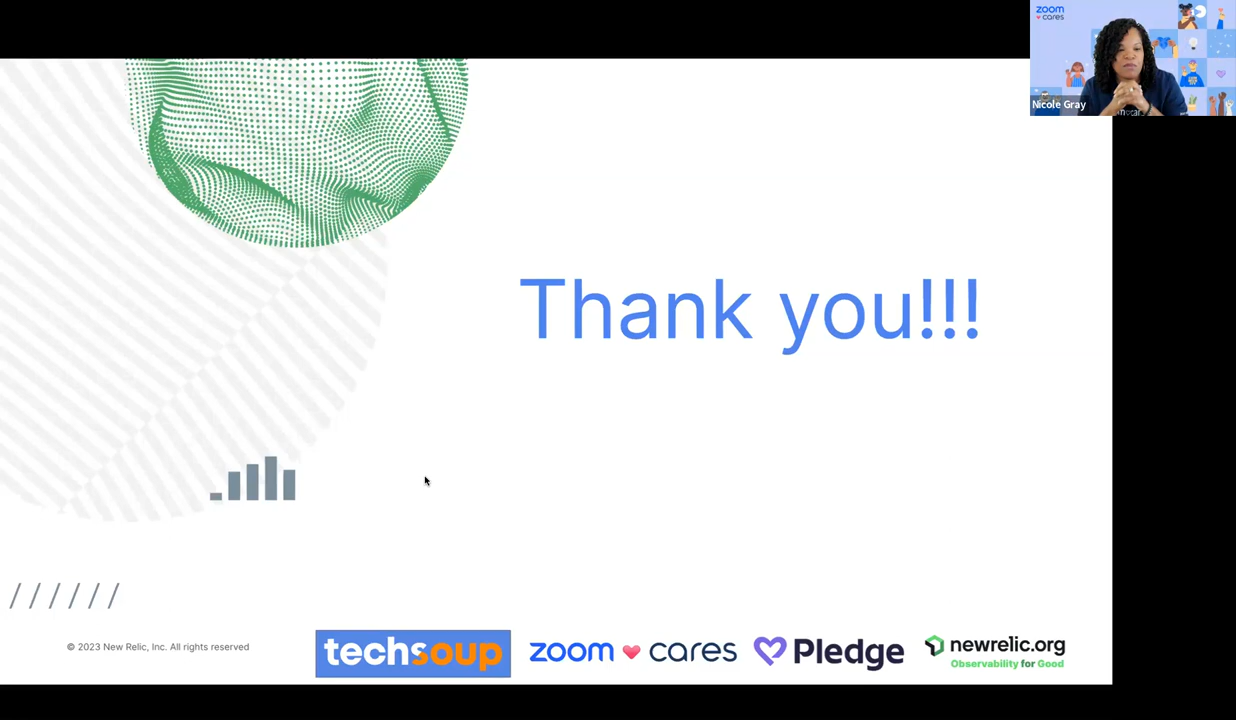 zoom
cares
Nicole Gray
Thank you!!!
© 2023 New Relic, Inc. All rights reserved
techsoup
zoom cares
Pledge
newrelic.org
Observability for Good